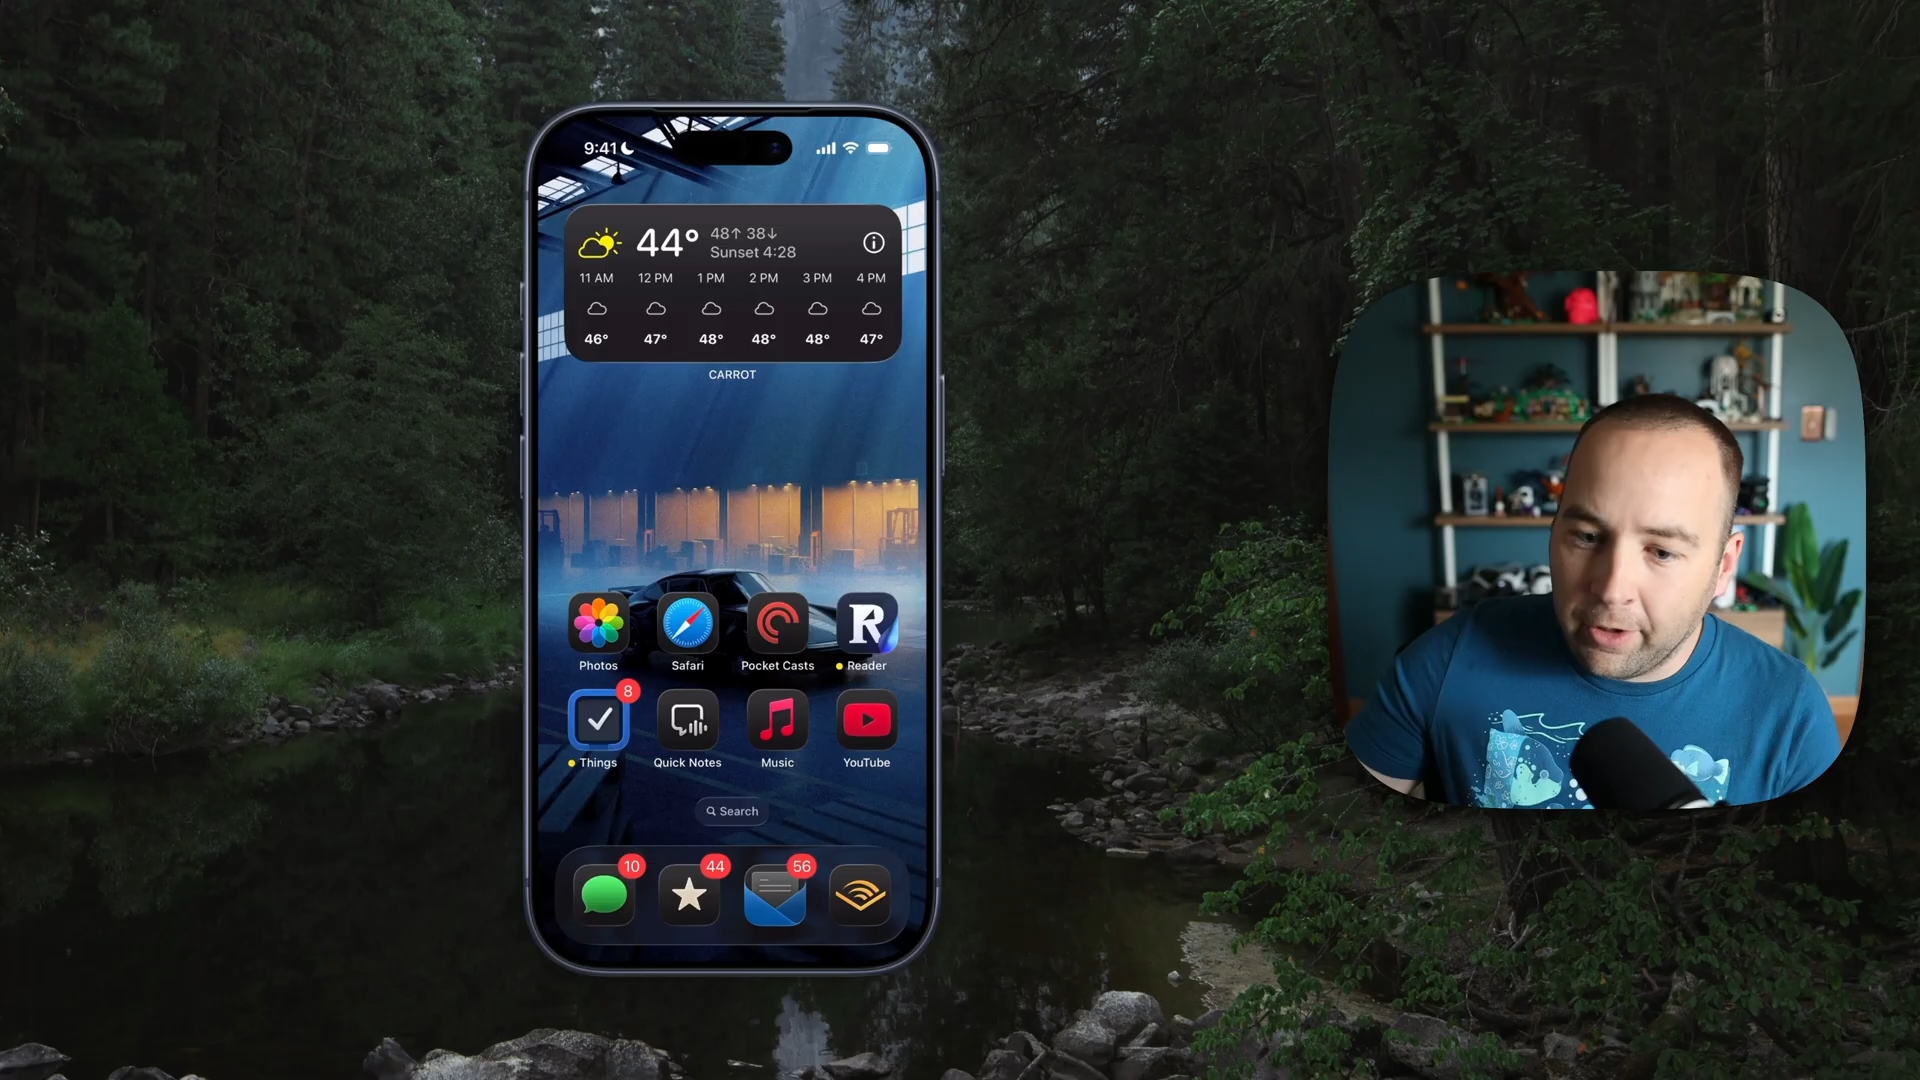 9:41
44°
48↑ 38↓
Sunset 4:28
11 AM 12 PM 1 PM 2 PM 3 PM 4 PM
46° 47° 48° 48° 48° 47°
CARROT
R
Photos Safari Pocket Casts Reader
8
Things Quick Notes Music YouTube
Search
10 44 56